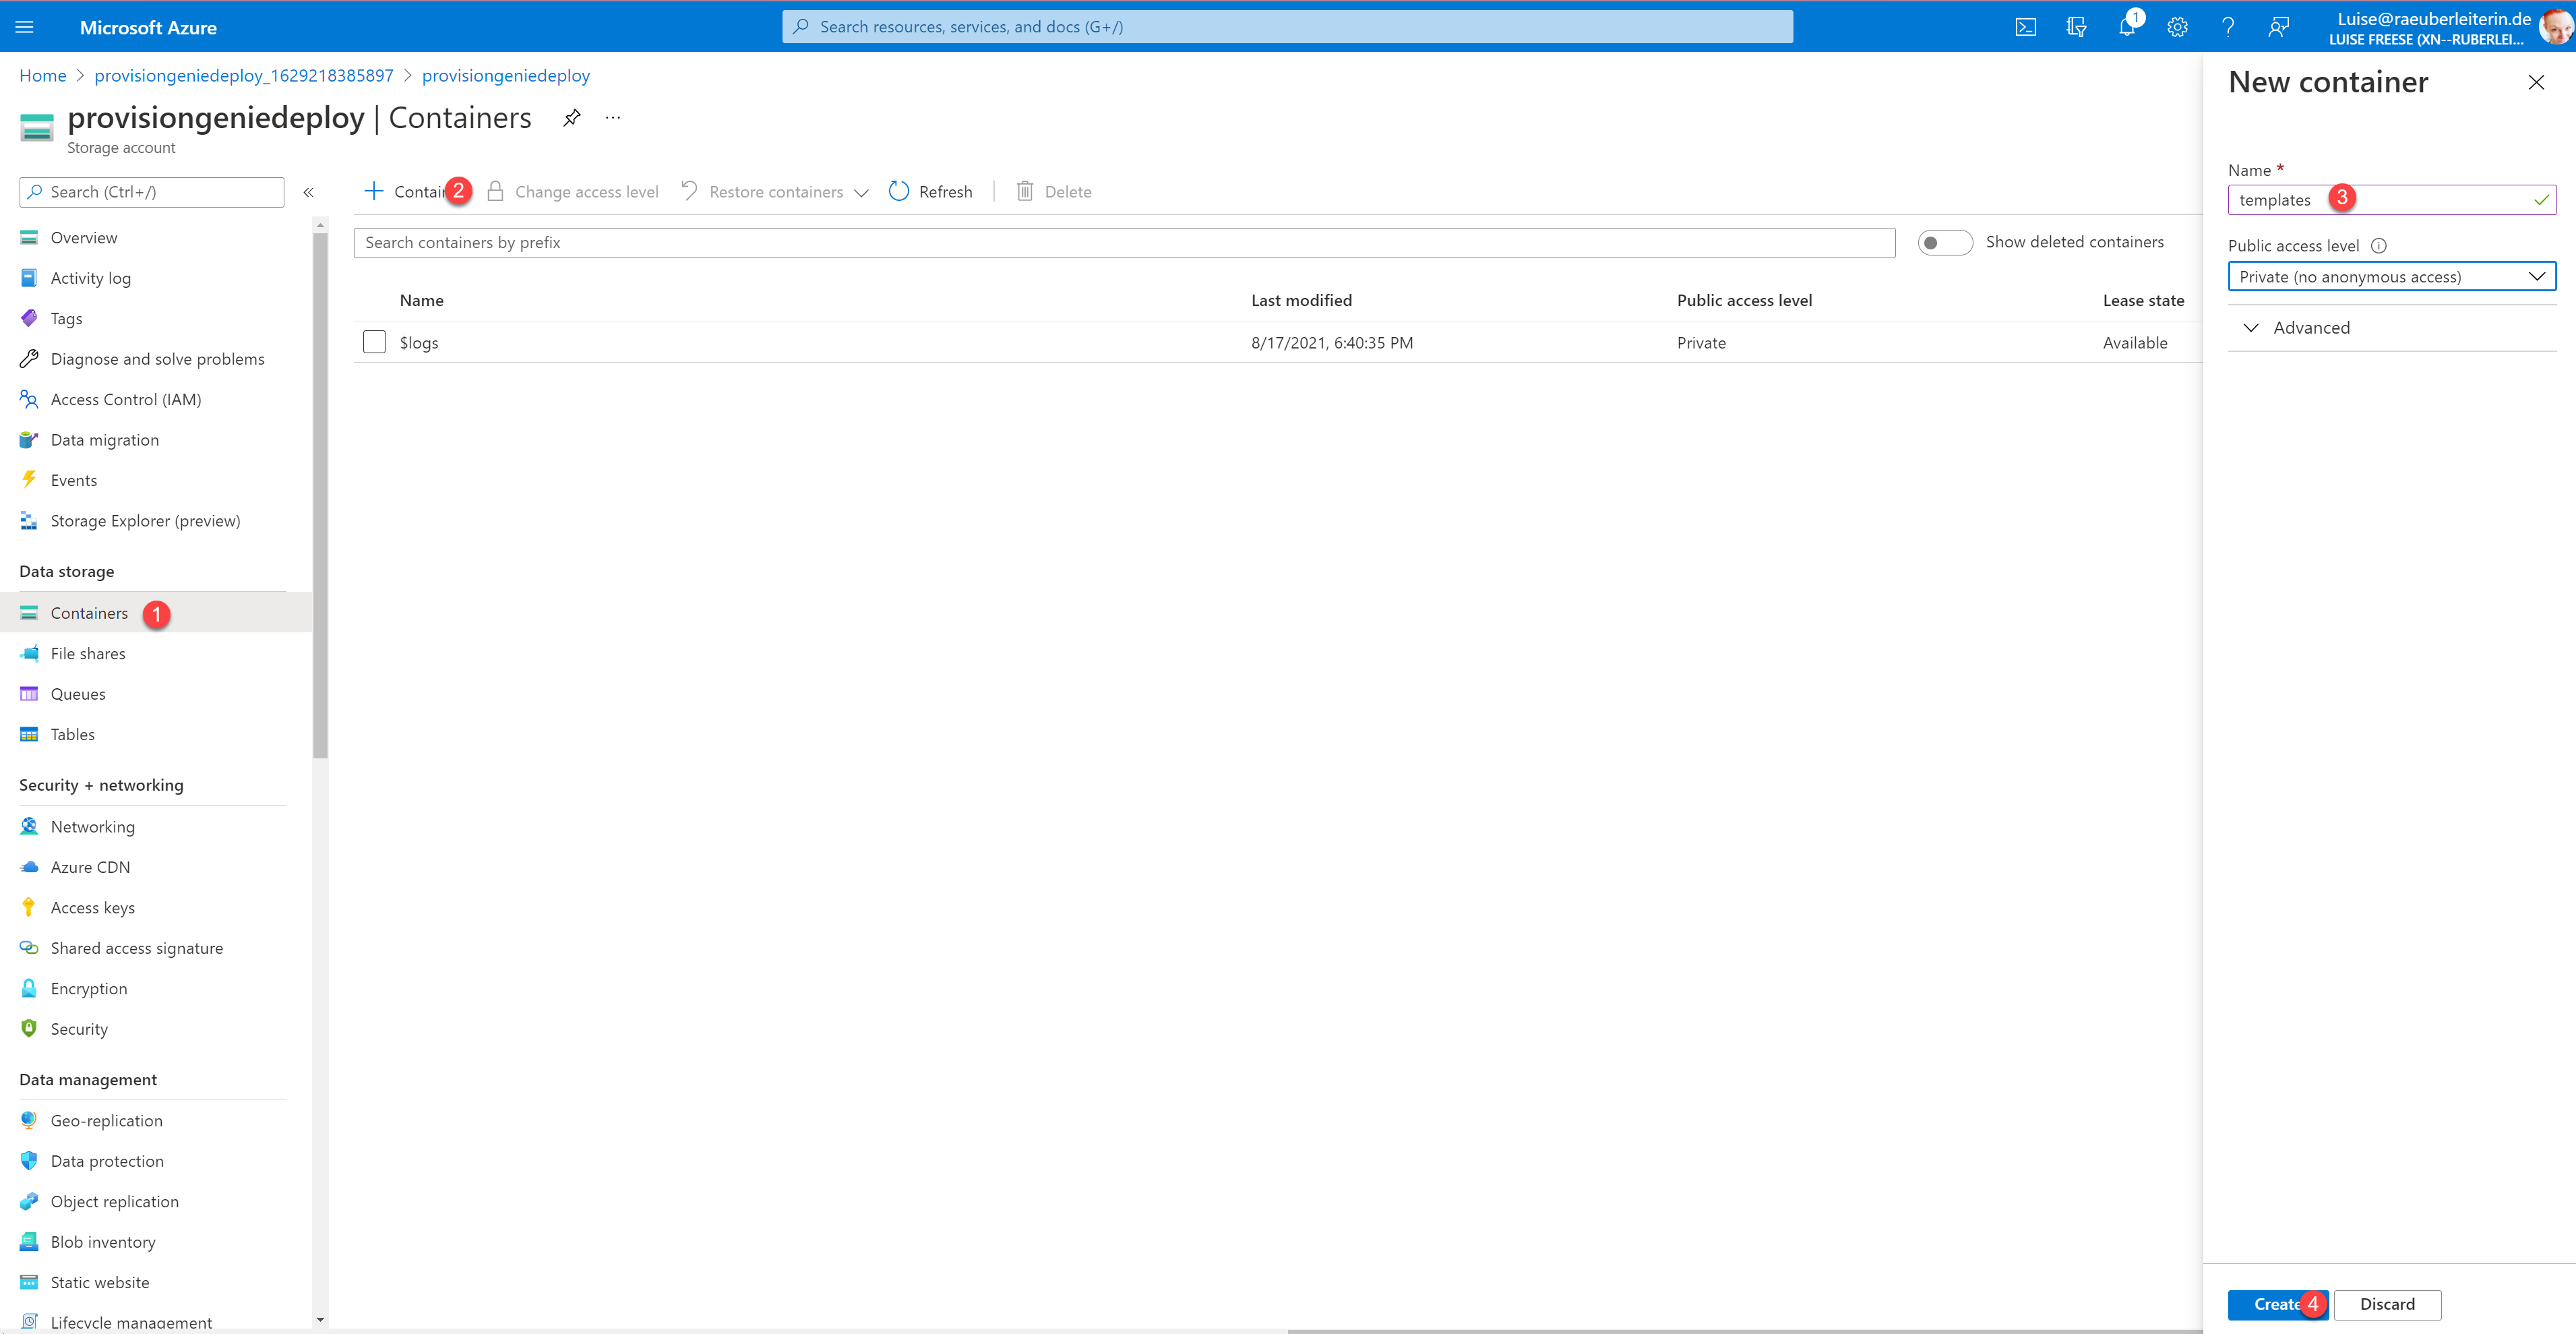 Microsoft Azure
Search resources, services, and docs (G+/)
1
Luise@raeuberleiterin.de
LUISE FREESE (XN--RUBERLEI...
Home > provisiongeniedeploy_1629218385897 > provisiongeniedeploy
provisiongeniedeploy | Containers
Storage account
Search (Ctrl+/)
Overview
Activity log
Tags
Diagnose and solve problems
Access Control (IAM)
Data migration
Events
Storage Explorer (preview)
Data storage
Containers 1
File shares
Queues
Tables
Security + networking
Networking
Azure CDN
Access keys
Shared access signature
Encryption
Security
Data management
Geo-replication
Data protection
Object replication
Blob inventory
Static website
Lifecycle management
+ Contai 2 Change access level Restore containers Refresh Delete
Search containers by prefix
Show deleted containers
Name Last modified Public access level Lease state
$logs 8/17/2021, 6:40:35 PM Private Available
New container
Name *
templates 3
Public access level
Private (no anonymous access)
Advanced
Create 4 Discard